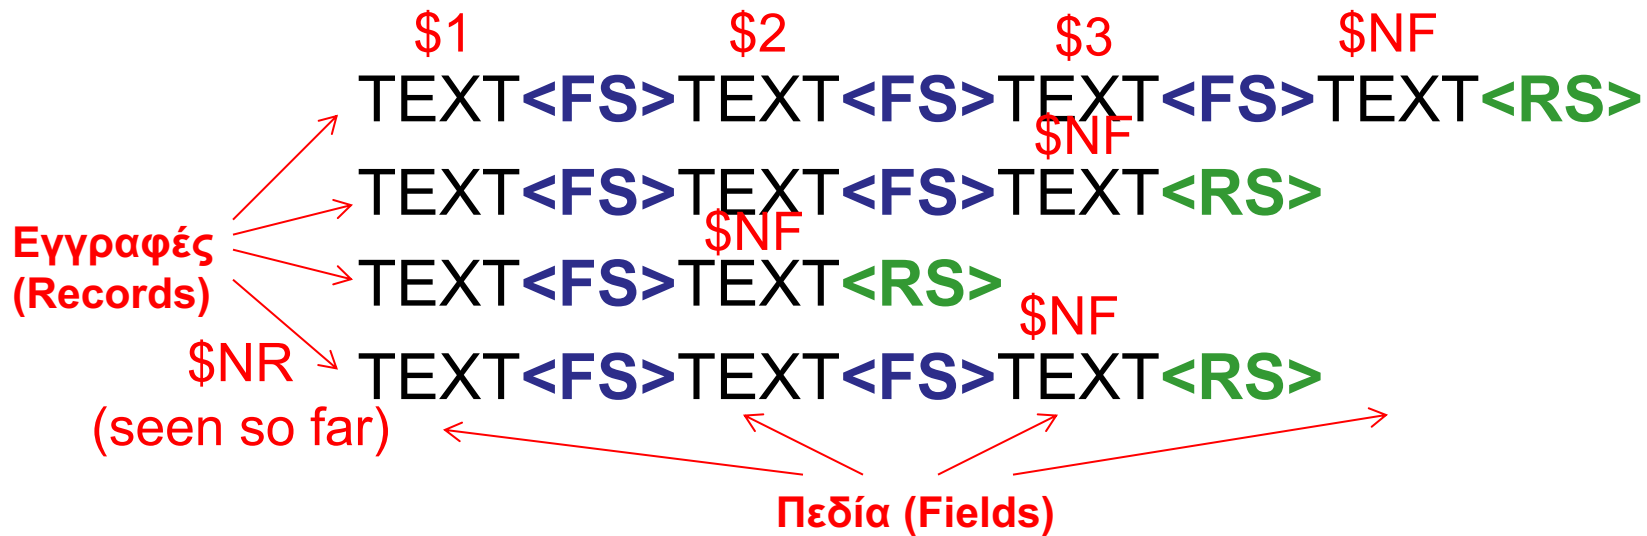 $1 $2 $3 $NF
TEXT<FS>TEXT<FS>TEXT<FS>TEXT<RS>
$NF
TEXT<FS>TEXT<FS>TEXT<RS>
$NF
Εγγραφές
(Records)
TEXT<FS>TEXT<RS>
$NF
$NR
TEXT<FS>TEXT<FS>TEXT<RS>
(seen so far)
Πεδία (Fields)